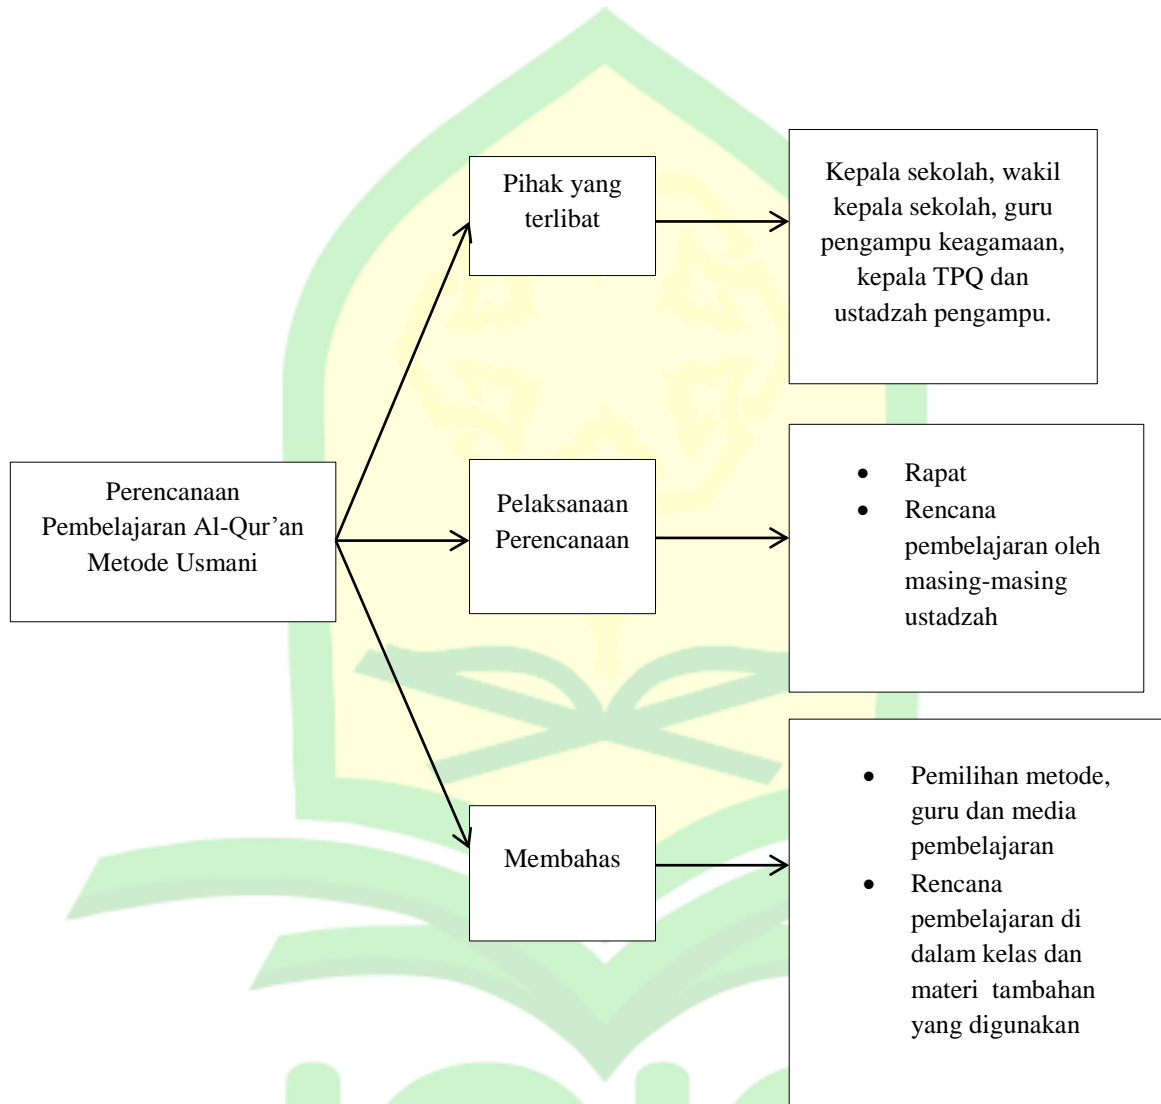 Perencanaan
Pembelajaran Al-Qur’an
Metode Usmani
Pihak yang
terlibat
Kepala sekolah, wakil
kepala sekolah, guru
pengampu keagamaan,
kepala TPQ dan
ustadzah pengampu.
Pelaksanaan
Perencanaan
• Rapat
• Rencana
pembelajaran oleh
masing-masing
ustadzah
Membahas
• Pemilihan metode,
guru dan media
pembelajaran
• Rencana
pembelajaran di
dalam kelas dan
materi tambahan
yang digunakan